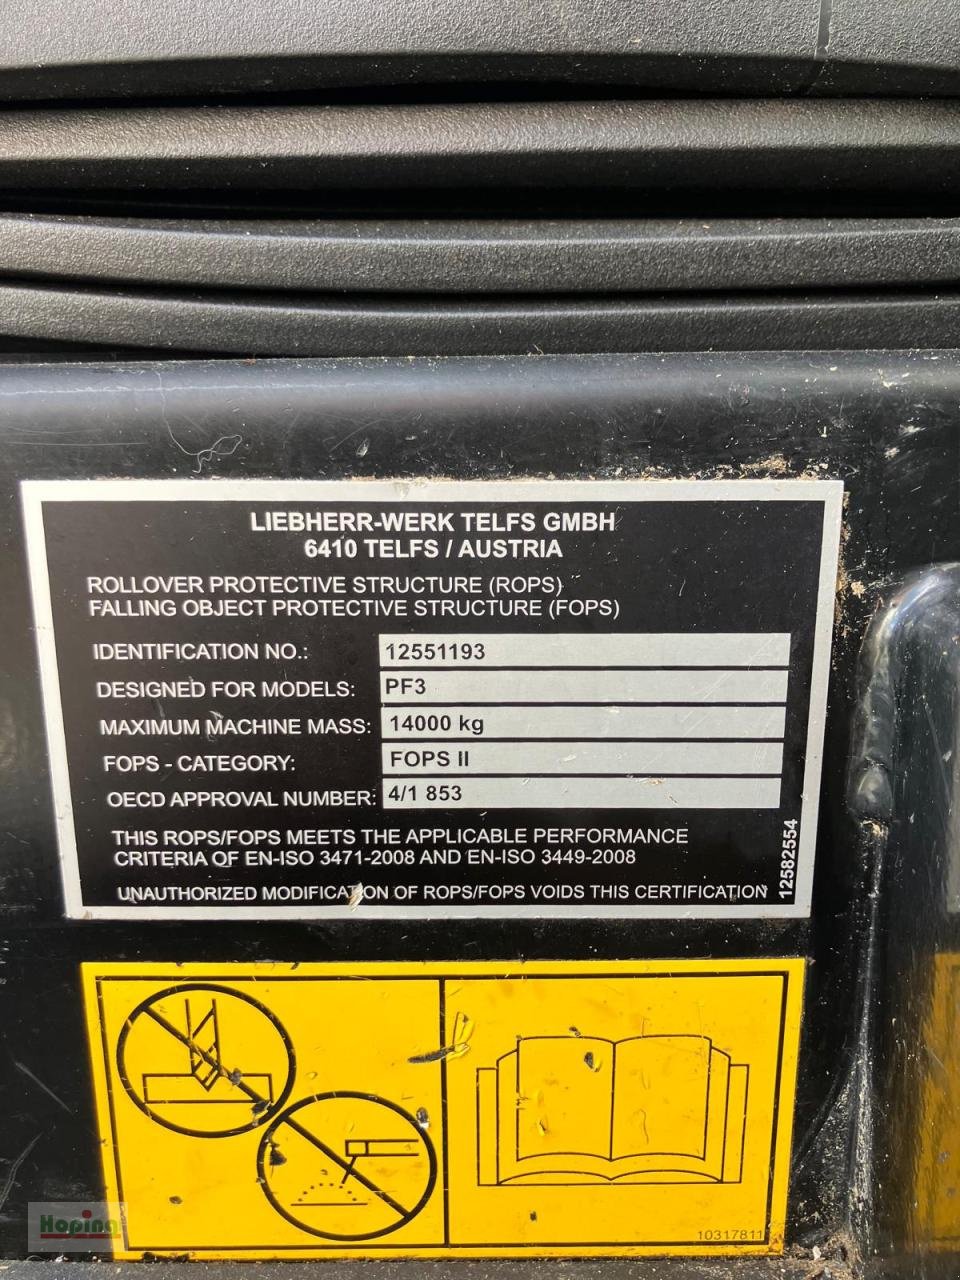 LIEBHERR-WERK TELFS GMBH
6410 TELFS / AUSTRIA
ROLLOVER PROTECTIVE STRUCTURE (ROPS)
FALLING OBJECT PROTECTIVE STRUCTURE (FOPS)
IDENTIFICATION NO.: 12551193
DESIGNED FOR MODELS: PF3
MAXIMUM MACHINE MASS: 14000 kg
FOPS - CATEGORY: FOPS II
OECD APPROVAL NUMBER: 4/1 853
THIS ROPS/FOPS MEETS THE APPLICABLE PERFORMANCE
CRITERIA OF EN-ISO 3471-2008 AND EN-ISO 3449-2008
UNAUTHORIZED MODIFICATION OF ROPS/FOPS VOIDS THIS CERTIFICATION
12582554
Hoping